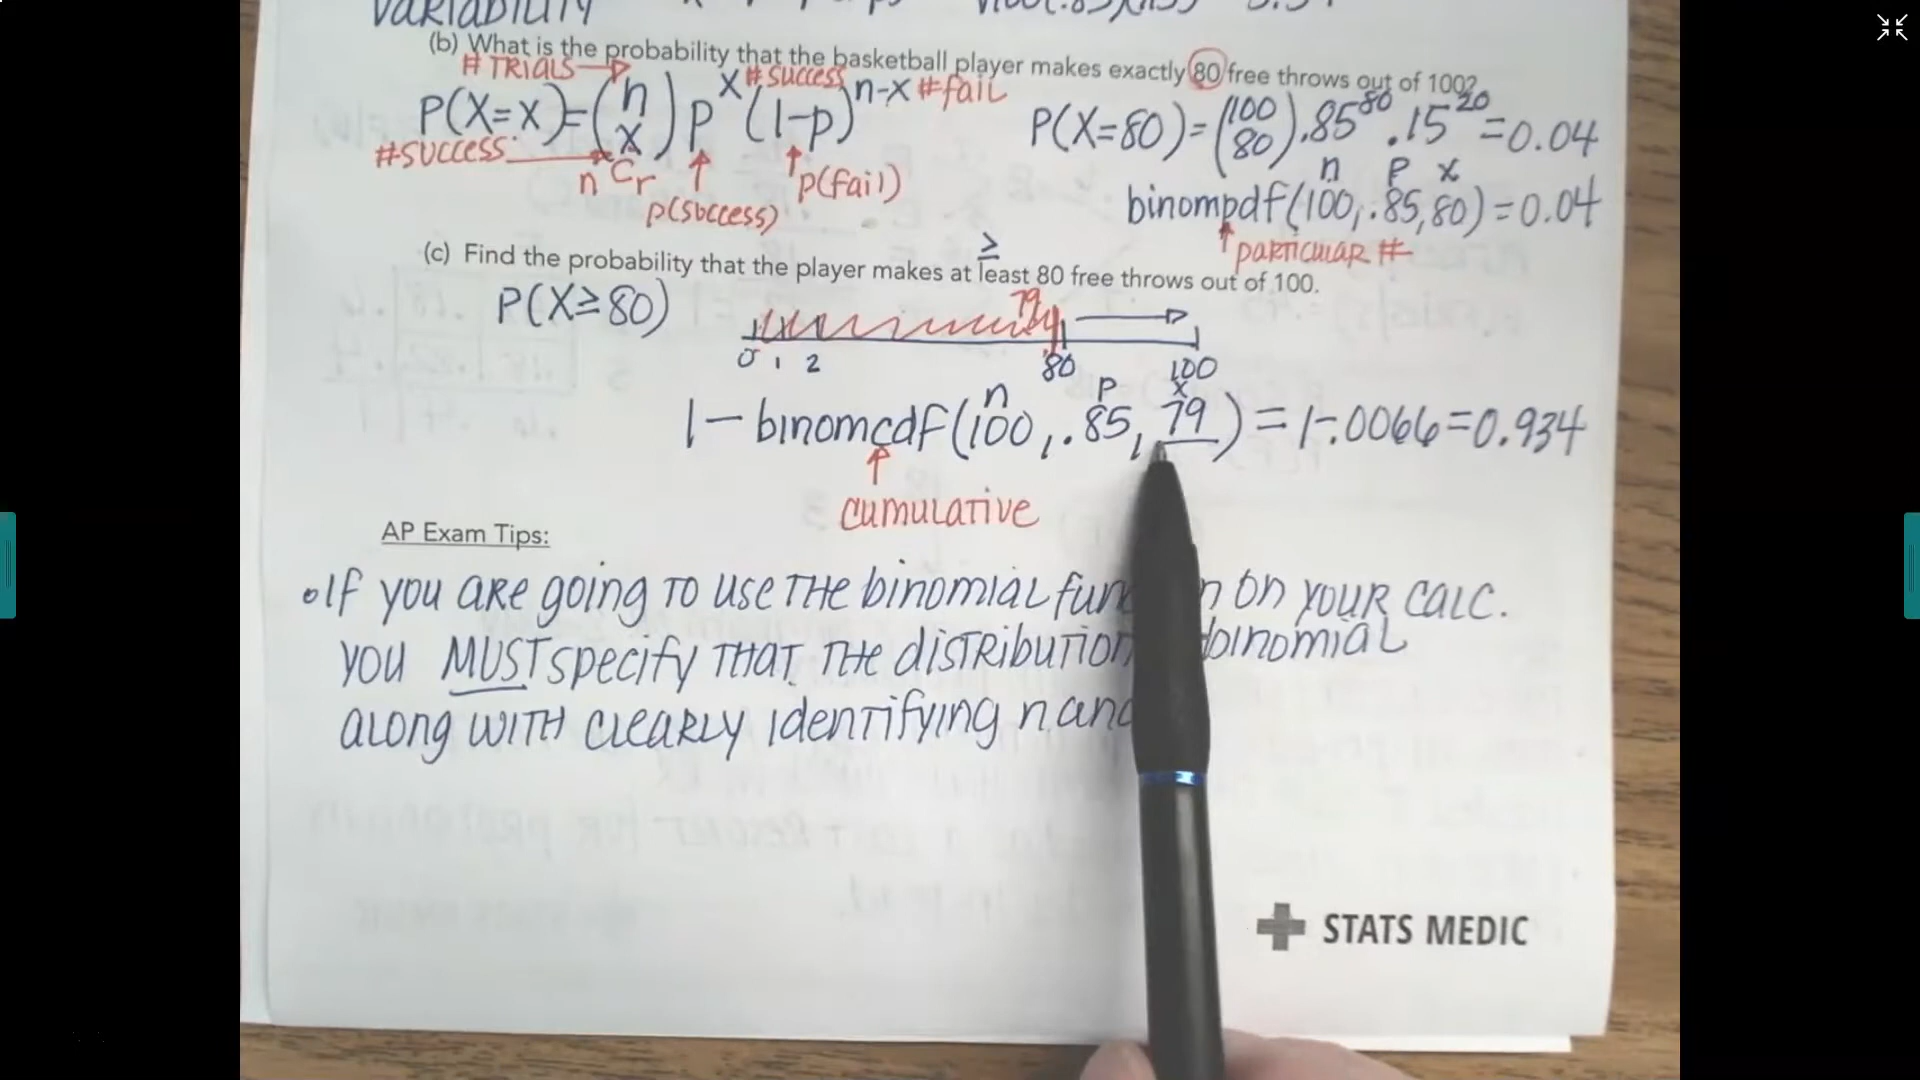 VARIABILITY
(b) What is the probability that the basketball player makes exactly 80 free throws out of 100?
# TRIALS
x # success n-x # fail
P(X=x)=(n x) p (1-p)
P(X=80)=(100 80).85^80 .15^20=0.04
#success
nCr
p(success)
p(fail)
n p x
binompdf(100,.85,80)=0.04
particular #
(c) Find the probability that the player makes at least 80 free throws out of 100.
≥
P(X≥80)
79
0 1 2 80 100
n p x
1-binomcdf(100,.85,79)=1-.0066=0.934
cumulative
AP Exam Tips:
•If you are going to use the binomial on your calc.
you MUST specify that the distribution binomial
along with clearly identifying n and
STATS MEDIC